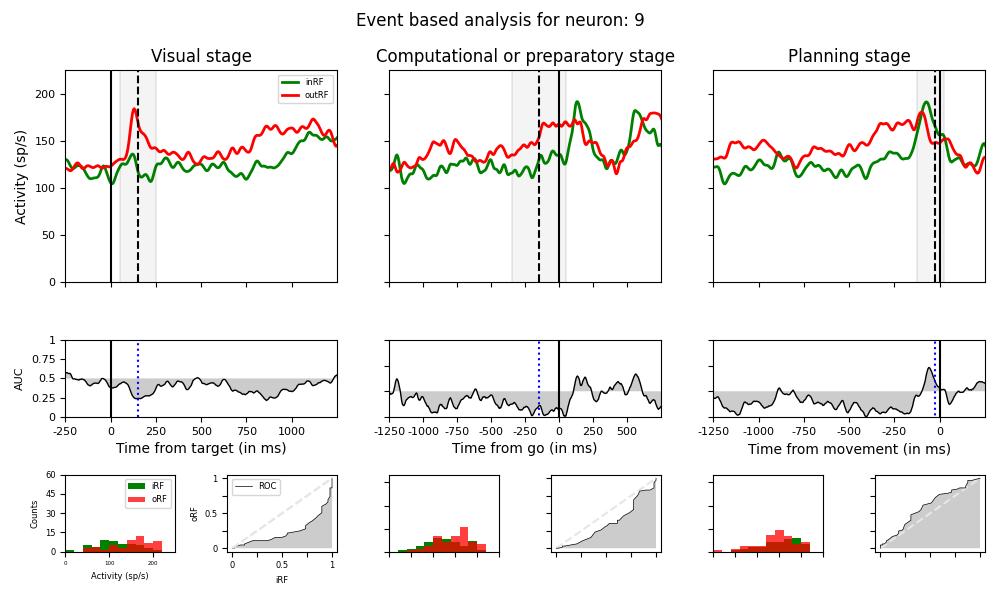 Event based analysis for neuron: 9
Visual stage
Computational or preparatory stage
Planning stage
Activity (sp/s)
200
150
100
50
0
inRF
outRF
AUC
1
0.75
0.5
0.25
0
-250 0 250 500 750 1000
-1250 -1000 -750 -500 -250 0 250 500
-1250 -1000 -750 -500 -250 0
Time from target (in ms)
Time from go (in ms)
Time from movement (in ms)
Counts
60
45
30
15
0
iRF
oRF
0 100 200
Activity (sp/s)
oRF
1
0.5
0
ROC
0 0.5 1
iRF